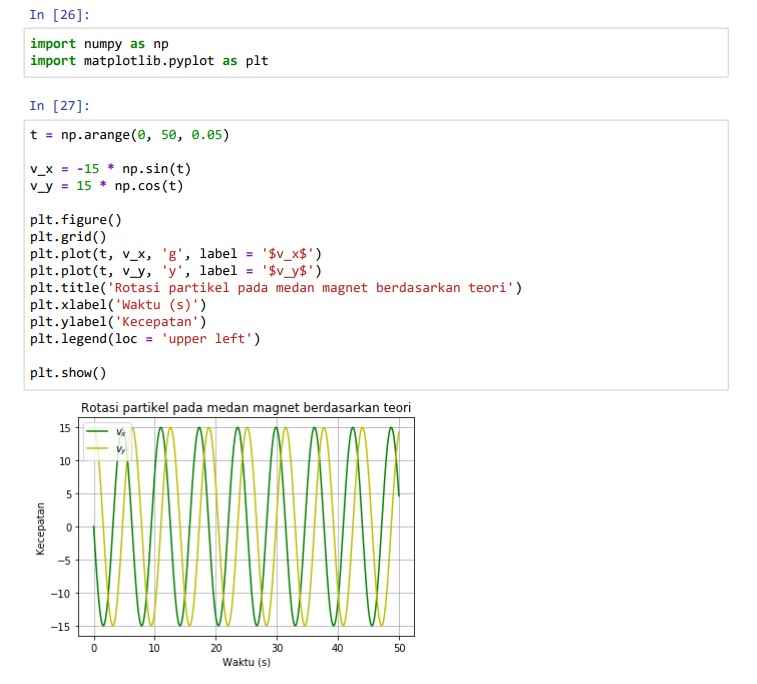 In [26]:
import numpy as np
import matplotlib.pyplot as plt
In [27]:
t = np.arange(0, 50, 0.05)
v_x = -15 * np.sin(t)
v_y = 15 * np.cos(t)
plt.figure()
plt.grid()
plt.plot(t, v_x, 'g', label = '$v_x$')
plt.plot(t, v_y, 'y', label = '$v_y$')
plt.title('Rotasi partikel pada medan magnet berdasarkan teori')
plt.xlabel('Waktu (s)')
plt.ylabel('Kecepatan')
plt.legend(loc = 'upper left')
plt.show()
Rotasi partikel pada medan magnet berdasarkan teori
vx
vy
15
10
5
0
−5
−10
−15
Kecepatan
0 10 20 30 40 50
Waktu (s)